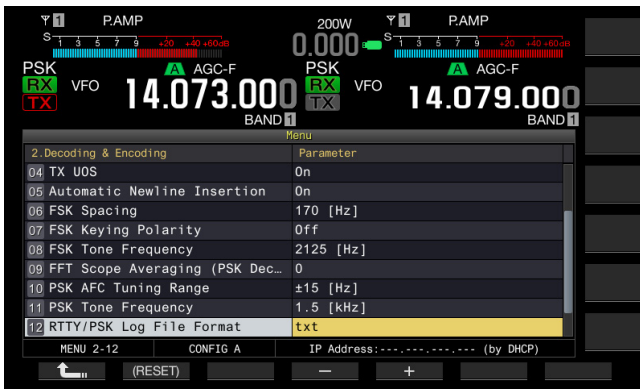 1 P.AMP 200W 1 P.AMP
S 1 3 5 7 9 +20 +40 +60dB 0.000 S 1 3 5 7 9 +20 +40 +60dB
PSK A AGC-F PSK A AGC-F
RX VFO 14.073.000 RX VFO 14.079.000
TX TX
BAND 1 BAND 1
Menu
2.Decoding & Encoding Parameter
04 TX UOS On
05 Automatic Newline Insertion On
06 FSK Spacing 170 [Hz]
07 FSK Keying Polarity Off
08 FSK Tone Frequency 2125 [Hz]
09 FFT Scope Averaging (PSK Dec… 0
10 PSK AFC Tuning Range ±15 [Hz]
11 PSK Tone Frequency 1.5 [kHz]
12 RTTY/PSK Log File Format txt
MENU 2-12 CONFIG A IP Address:---.---.---.--- (by DHCP)
(RESET) − +